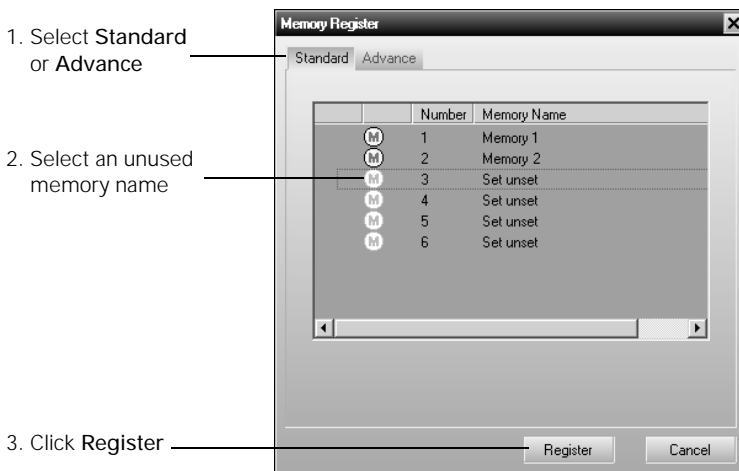 1. Select Standard
or Advance
2. Select an unused
memory name
3. Click Register
Memory Register
Standard Advance
Number Memory Name
M 1 Memory 1
M 2 Memory 2
M 3 Set unset
M 4 Set unset
M 5 Set unset
M 6 Set unset
Register Cancel